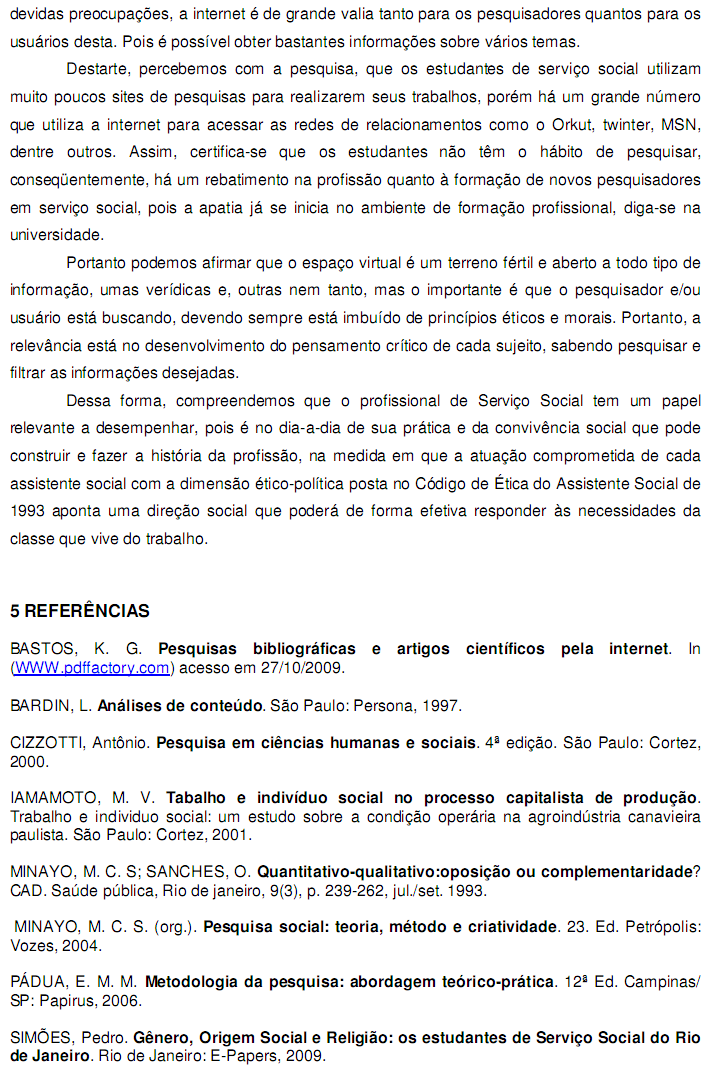 devidas preocupações, a internet é de grande valia tanto para os pesquisadores quantos para os
usuários desta. Pois é possível obter bastantes informações sobre vários temas.
Destarte, percebemos com a pesquisa, que os estudantes de serviço social utilizam
muito poucos sites de pesquisas para realizarem seus trabalhos, porém há um grande número
que utiliza a internet para acessar as redes de relacionamentos como o Orkut, twinter, MSN,
dentre outros. Assim, certifica-se que os estudantes não têm o hábito de pesquisar,
conseqüentemente, há um rebatimento na profissão quanto à formação de novos pesquisadores
em serviço social, pois a apatia já se inicia no ambiente de formação profissional, diga-se na
universidade.
Portanto podemos afirmar que o espaço virtual é um terreno fértil e aberto a todo tipo de
informação, umas verídicas e, outras nem tanto, mas o importante é que o pesquisador e/ou
usuário está buscando, devendo sempre está imbuído de princípios éticos e morais. Portanto, a
relevância está no desenvolvimento do pensamento crítico de cada sujeito, sabendo pesquisar e
filtrar as informações desejadas.
Dessa forma, compreendemos que o profissional de Serviço Social tem um papel
relevante a desempenhar, pois é no dia-a-dia de sua prática e da convivência social que pode
construir e fazer a história da profissão, na medida em que a atuação comprometida de cada
assistente social com a dimensão ético-política posta no Código de Ética do Assistente Social de
1993 aponta uma direção social que poderá de forma efetiva responder às necessidades da
classe que vive do trabalho.
5 REFERÊNCIAS
BASTOS, K. G. Pesquisas bibliográficas e artigos científicos pela internet. In
(WWW.pdffactory.com) acesso em 27/10/2009.
BARDIN, L. Análises de conteúdo. São Paulo: Persona, 1997.
CIZZOTTI, Antônio. Pesquisa em ciências humanas e sociais. 4ª edição. São Paulo: Cortez,
2000.
IAMAMOTO, M. V. Tabalho e indivíduo social no processo capitalista de produção.
Trabalho e individuo social: um estudo sobre a condição operária na agroindústria canavieira
paulista. São Paulo: Cortez, 2001.
MINAYO, M. C. S; SANCHES, O. Quantitativo-qualitativo:oposição ou complementaridade?
CAD. Saúde pública, Rio de janeiro, 9(3), p. 239-262, jul./set. 1993.
MINAYO, M. C. S. (org.). Pesquisa social: teoria, método e criatividade. 23. Ed. Petrópolis:
Vozes, 2004.
PÁDUA, E. M. M. Metodologia da pesquisa: abordagem teórico-prática. 12ª Ed. Campinas/
SP: Papirus, 2006.
SIMÕES, Pedro. Gênero, Origem Social e Religião: os estudantes de Serviço Social do Rio
de Janeiro. Rio de Janeiro: E-Papers, 2009.